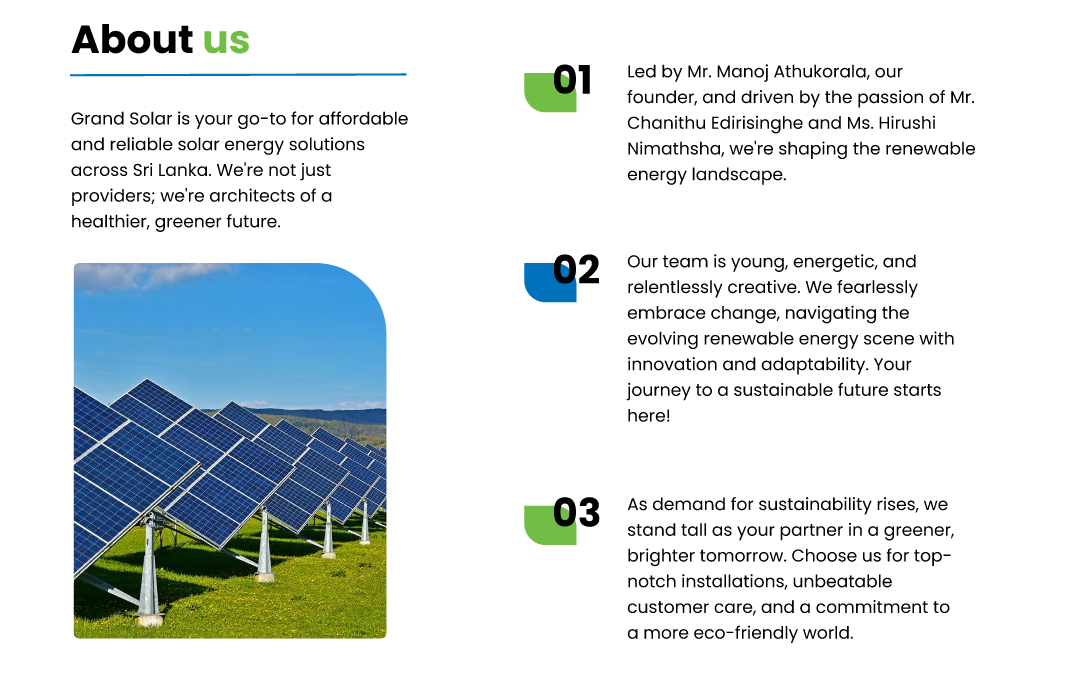 About us
Grand Solar is your go-to for affordable
and reliable solar energy solutions
across Sri Lanka. We're not just
providers; we're architects of a
healthier, greener future.
01
Led by Mr. Manoj Athukorala, our
founder, and driven by the passion of Mr.
Chanithu Edirisinghe and Ms. Hirushi
Nimathsha, we're shaping the renewable
energy landscape.
02
Our team is young, energetic, and
relentlessly creative. We fearlessly
embrace change, navigating the
evolving renewable energy scene with
innovation and adaptability. Your
journey to a sustainable future starts
here!
03
As demand for sustainability rises, we
stand tall as your partner in a greener,
brighter tomorrow. Choose us for top-
notch installations, unbeatable
customer care, and a commitment to
a more eco-friendly world.